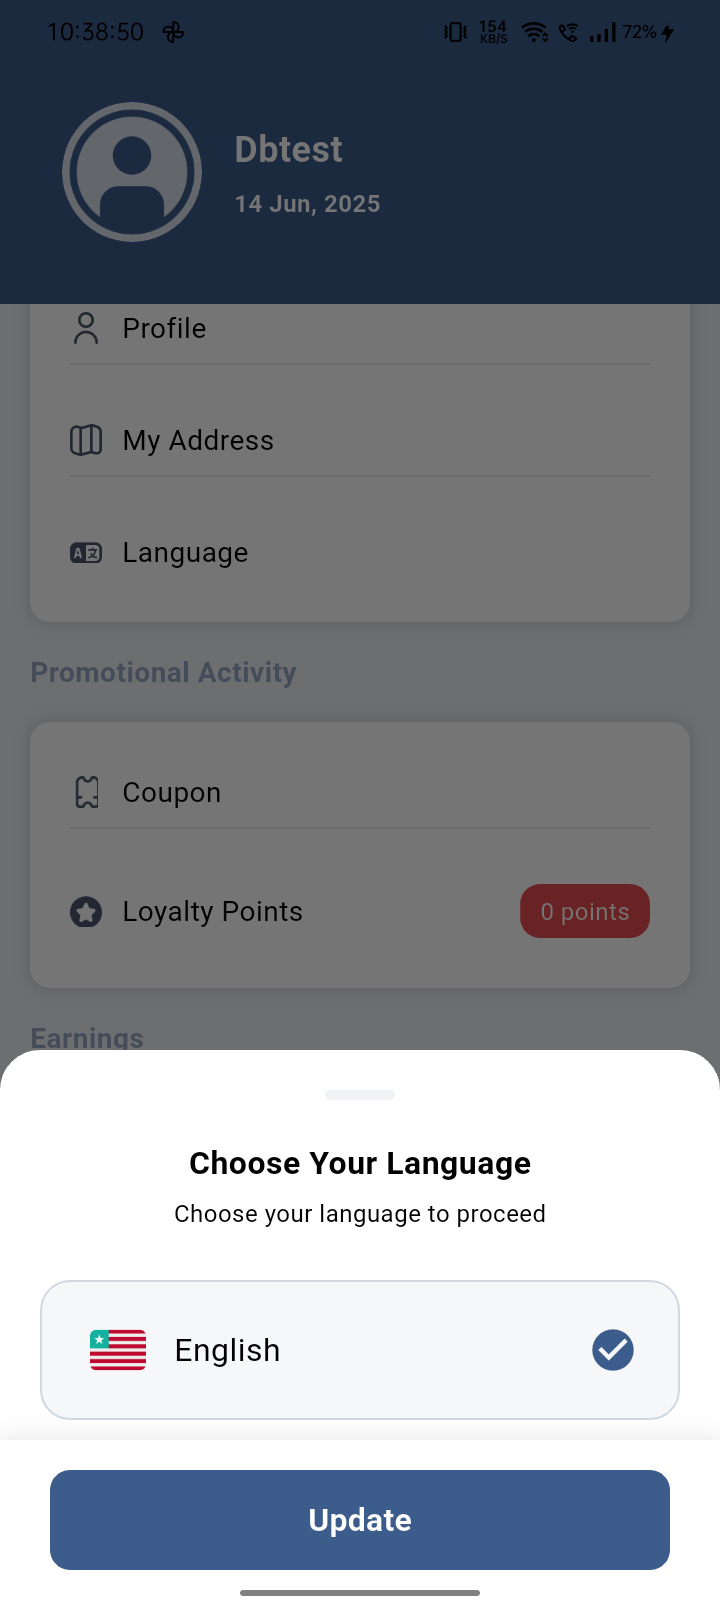 10:38:50
154
KB/S
72%
Dbtest
14 Jun, 2025
Profile
My Address
A 文
Language
Promotional Activity
Coupon
Loyalty Points
0 points
Earnings
Choose Your Language
Choose your language to proceed
English
Update